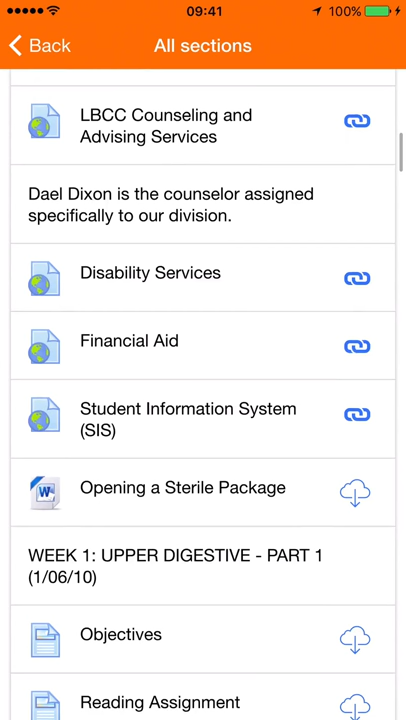 09:41
100%
Back
All sections
LBCC Counseling and
Advising Services
Dael Dixon is the counselor assigned
specifically to our division.
Disability Services
Financial Aid
Student Information System
(SIS)
W
Opening a Sterile Package
WEEK 1: UPPER DIGESTIVE - PART 1
(1/06/10)
Objectives
Reading Assignment